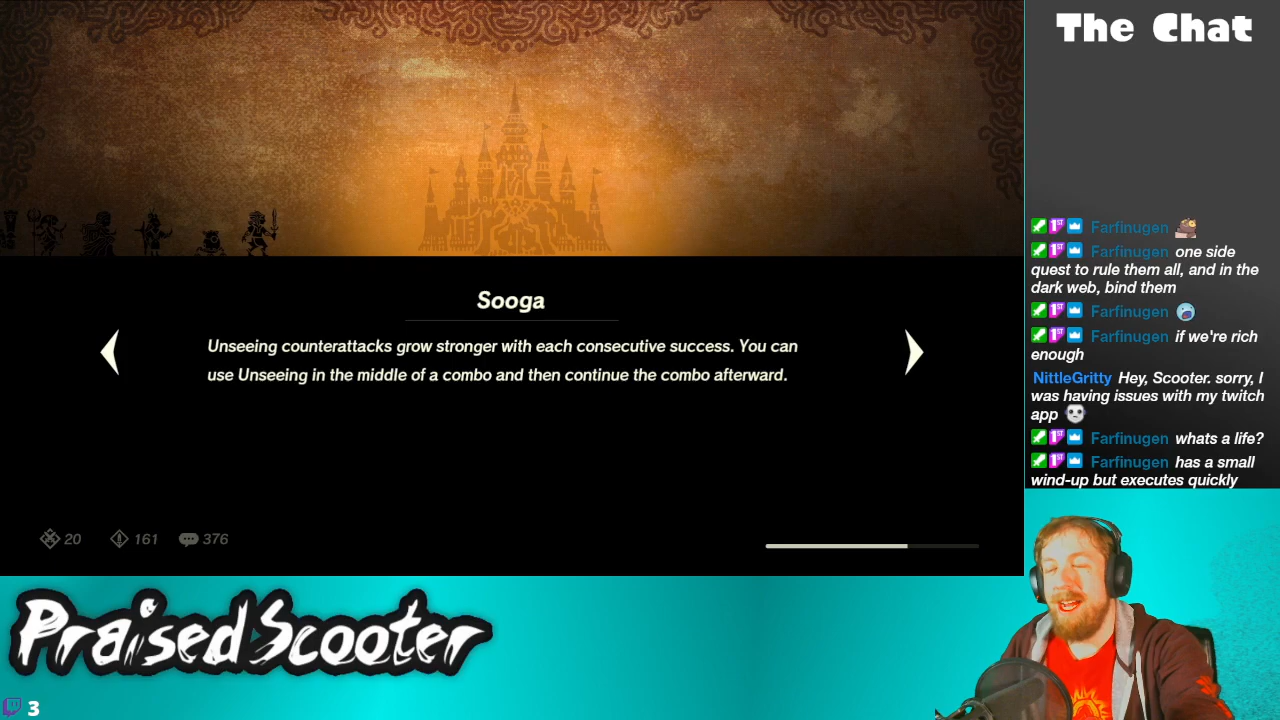 The Chat
Farfinugen
Farfinugen one side
quest to rule them all, and in the
dark web, bind them
Farfinugen
Farfinugen if we're rich
enough
NittleGritty Hey, Scooter. sorry, I
was having issues with my twitch
app
Farfinugen whats a life?
Farfinugen has a small
wind-up but executes quickly
Sooga
Unseeing counterattacks grow stronger with each consecutive success. You can
use Unseeing in the middle of a combo and then continue the combo afterward.
20 161 376
PraisedScooter
3